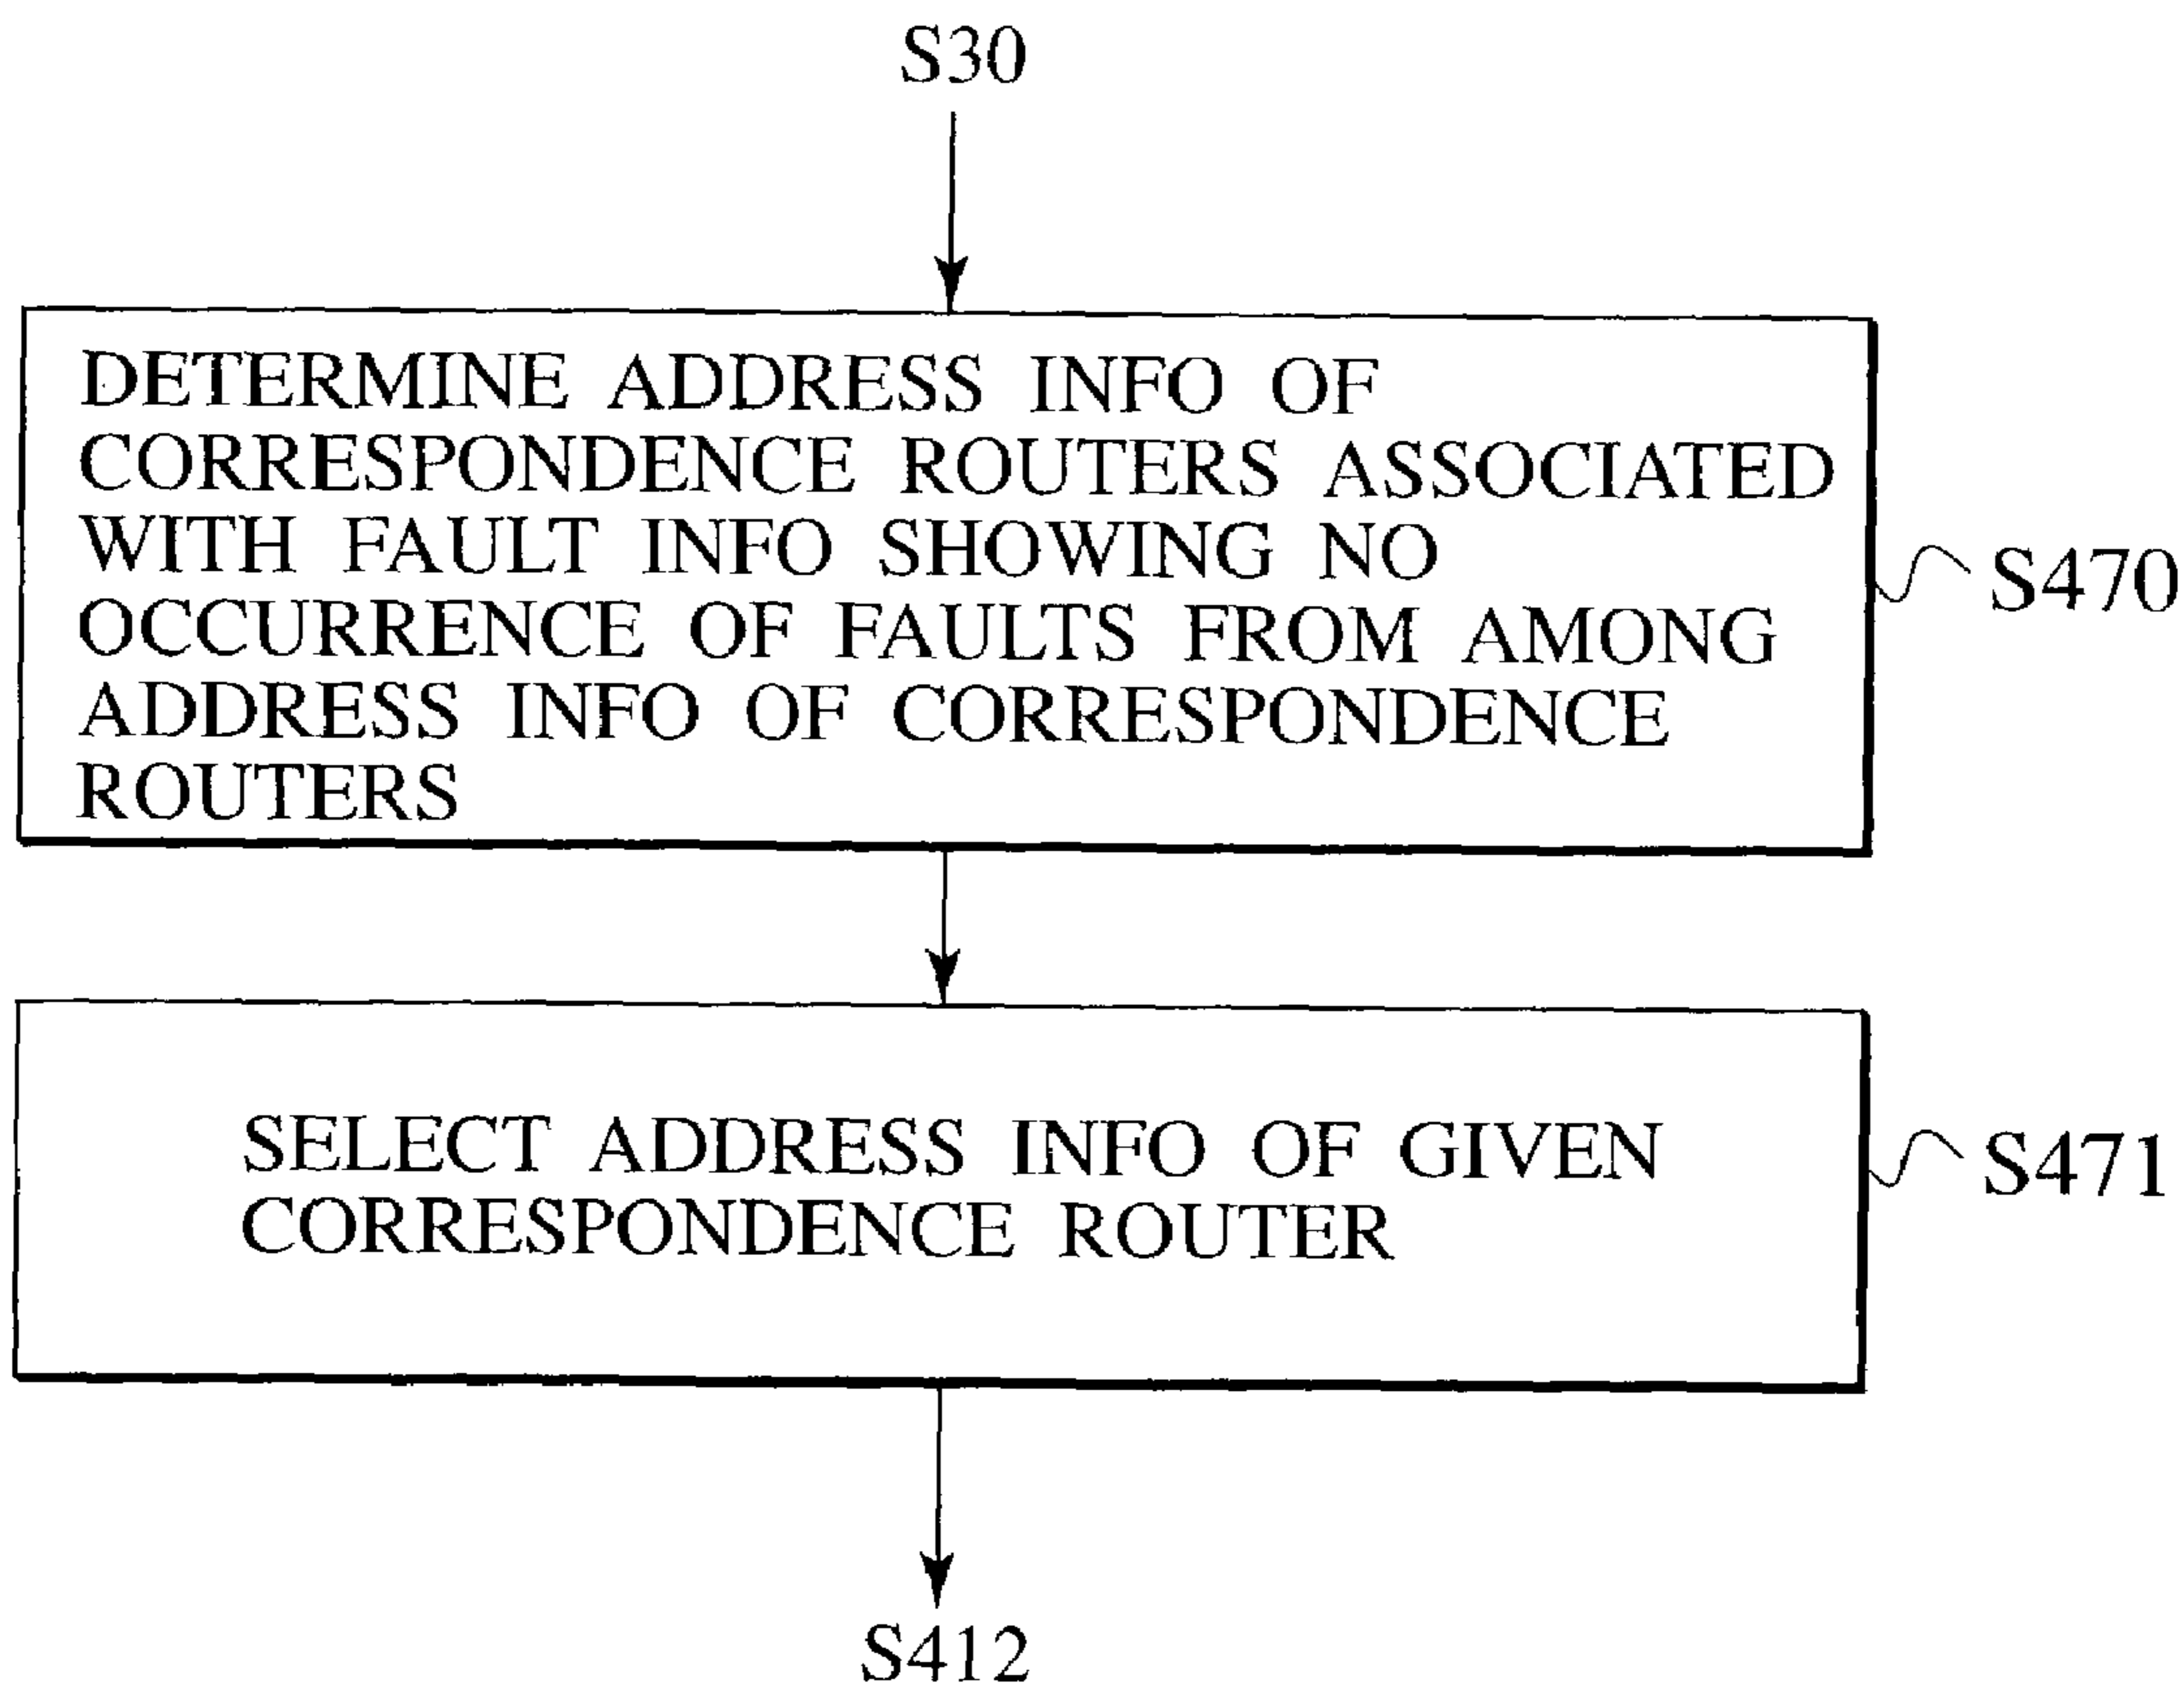 S30
DETERMINE ADDRESS INFO OF
CORRESPONDENCE ROUTERS ASSOCIATED
WITH FAULT INFO SHOWING NO
OCCURRENCE OF FAULTS FROM AMONG
ADDRESS INFO OF CORRESPONDENCE
ROUTERS
S470
SELECT ADDRESS INFO OF GIVEN
CORRESPONDENCE ROUTER
S471
S412